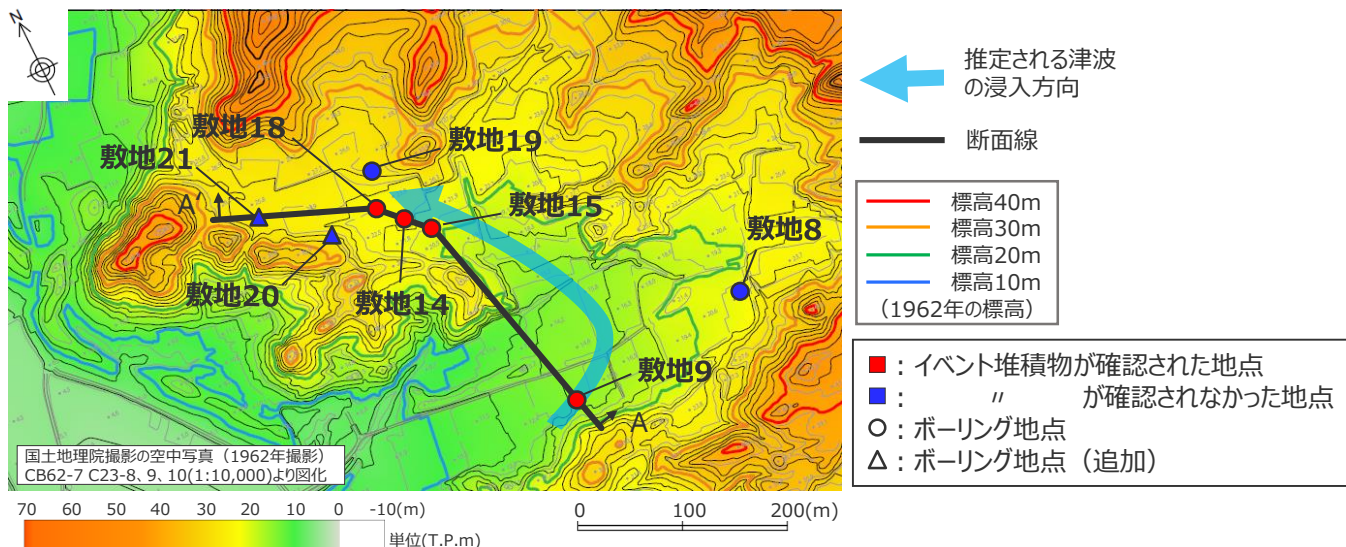 N
敷地18
敷地19
敷地21
A'
敷地15
敷地8
敷地20
敷地14
敷地9
A
国土地理院撮影の空中写真(1962年撮影)
CB62-7 C23-8、9、10(1:10,000)より図化
70 60 50 40 30 20 10 0 -10(m)
単位(T.P.m)
0 100 200(m)
推定される津波
の浸入方向
断面線
標高40m
標高30m
標高20m
標高10m
(1962年の標高)
■:イベント堆積物が確認された地点
■: 〃 が確認されなかった地点
○:ボーリング地点
△:ボーリング地点(追加)